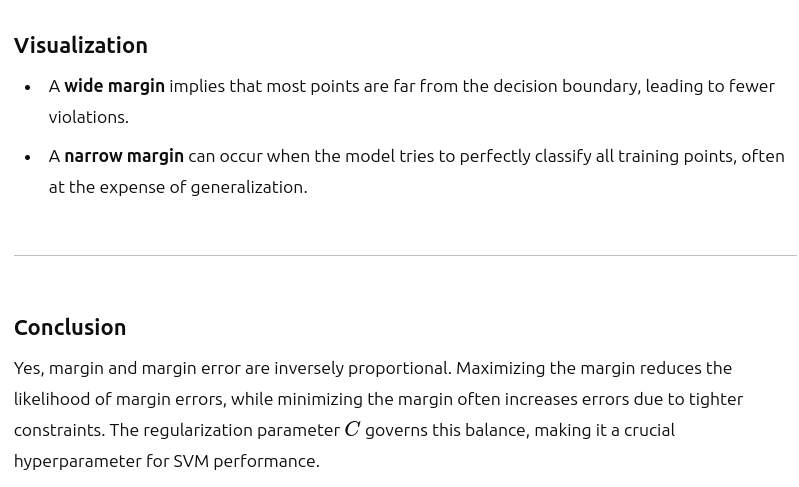 Visualization
• A wide margin implies that most points are far from the decision boundary, leading to fewer
violations.
• A narrow margin can occur when the model tries to perfectly classify all training points, often
at the expense of generalization.
Conclusion
Yes, margin and margin error are inversely proportional. Maximizing the margin reduces the
likelihood of margin errors, while minimizing the margin often increases errors due to tighter
constraints. The regularization parameter C governs this balance, making it a crucial
hyperparameter for SVM performance.